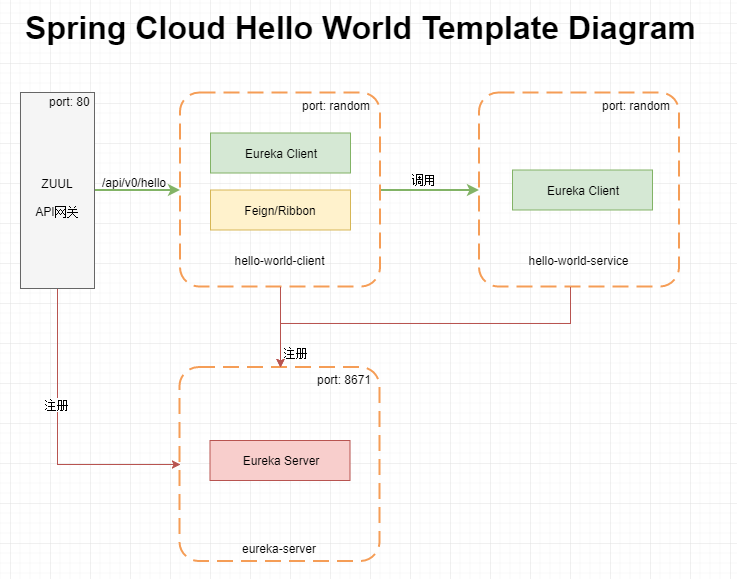 Spring Cloud Hello World Template Diagram
port: 80
ZUUL
API网关
/api/v0/hello
port: random
Eureka Client
Feign/Ribbon
hello-world-client
调用
port: random
Eureka Client
hello-world-service
注册
注册
port: 8671
Eureka Server
eureka-server